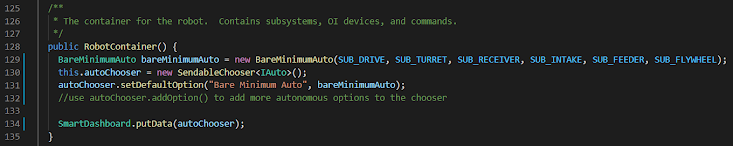 125 /**
126 * The container for the robot.  Contains subsystems, OI devices, and commands.
127 */
128 public RobotContainer() {
129 BareMinimumAuto bareMinimumAuto = new BareMinimumAuto(SUB_DRIVE, SUB_TURRET, SUB_RECEIVER, SUB_INTAKE, SUB_FEEDER, SUB_FLYWHEEL);
130 this.autoChooser = new SendableChooser<IAuto>();
131 autoChooser.setDefaultOption("Bare Minimum Auto", bareMinimumAuto);
132 //use autoChooser.addOption() to add more autonomous options to the chooser
133
134 SmartDashboard.putData(autoChooser);
135 }